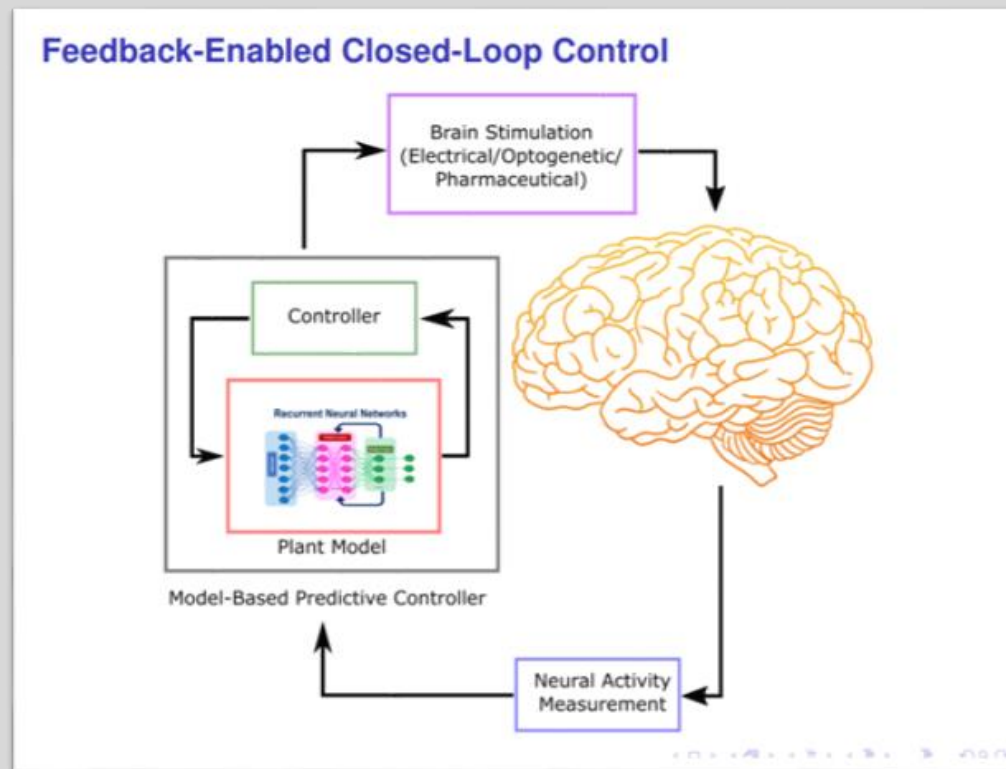 Feedback-Enabled Closed-Loop Control
Brain Stimulation
(Electrical/Optogenetic/
Pharmaceutical)
Controller
Recurrent Neural Networks
Plant Model
Model-Based Predictive Controller
Neural Activity
Measurement